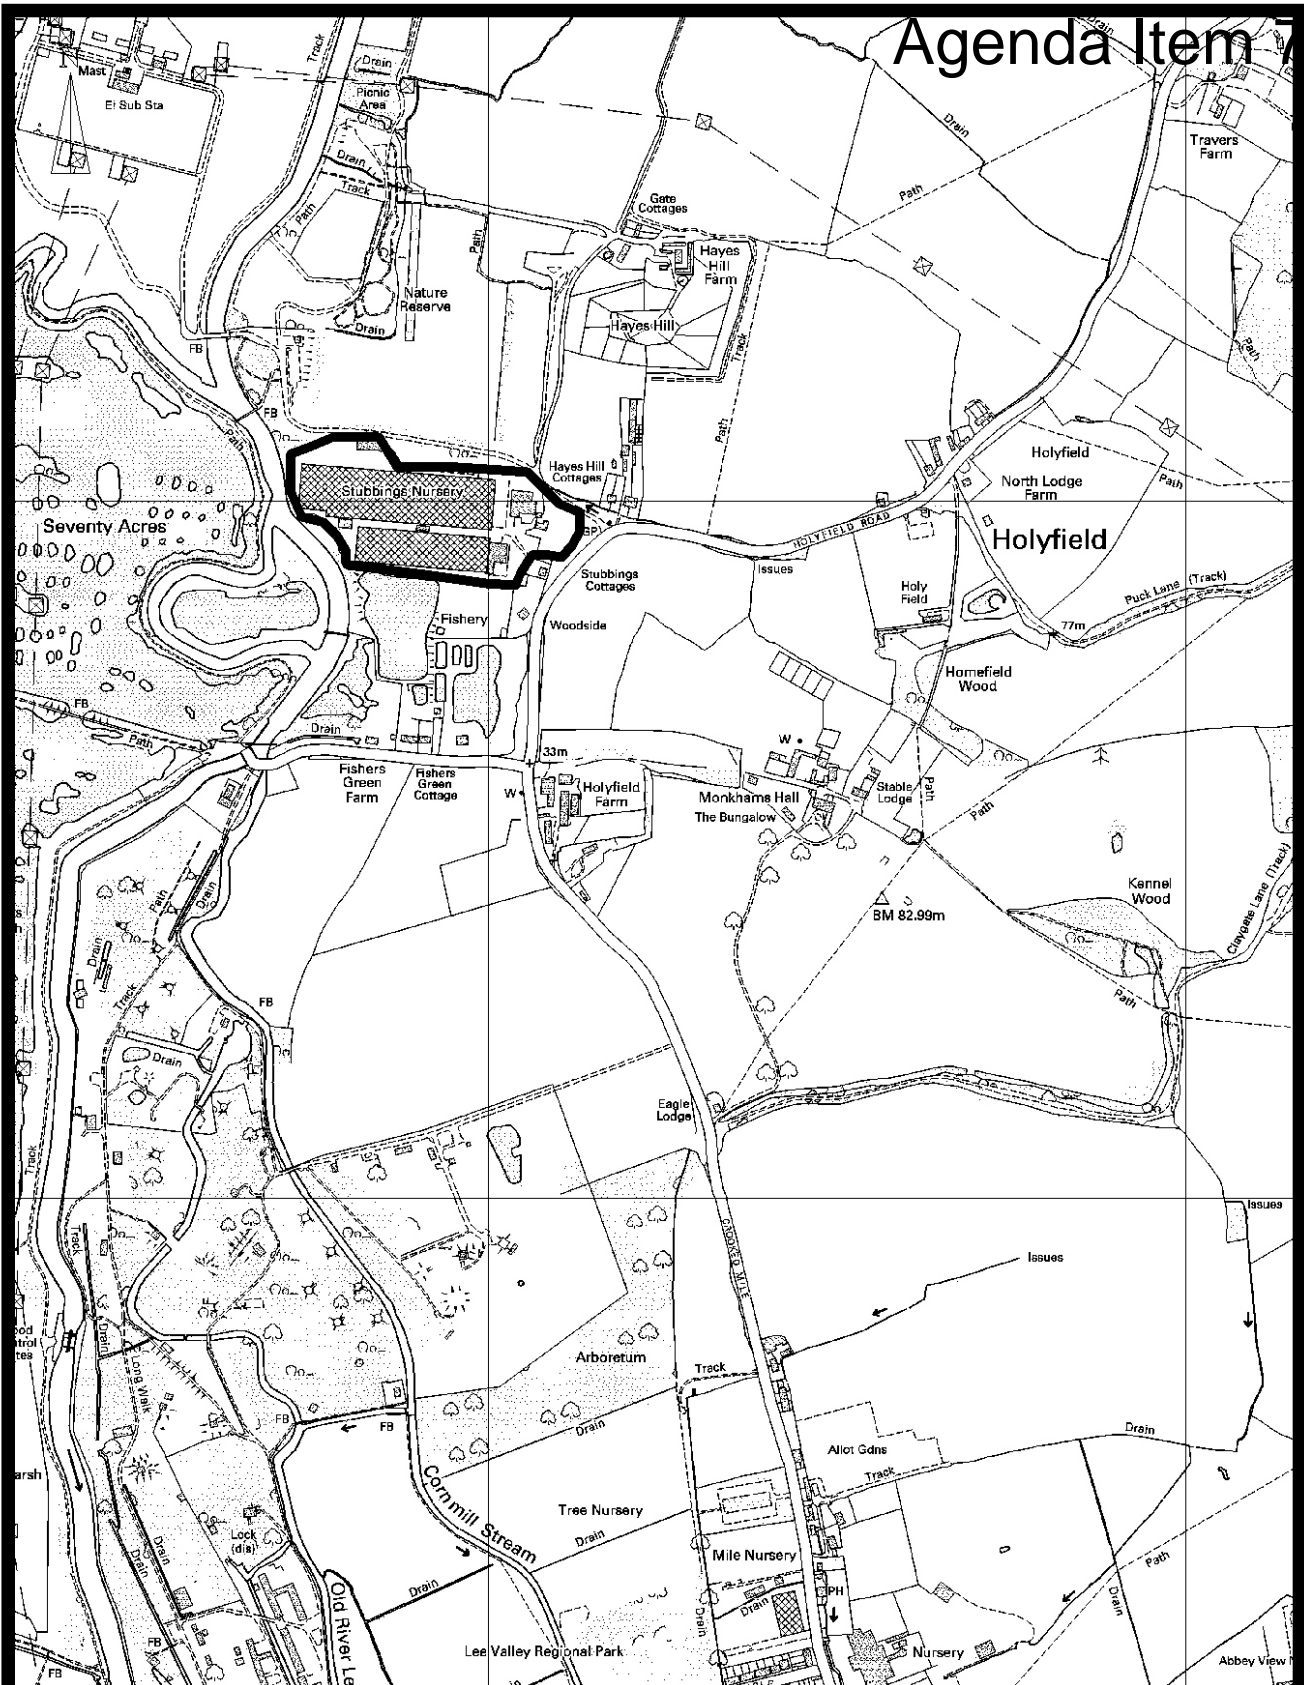 Agenda Item 7
Drain
Mast
El Sub Sta
Track
Drain
Picnic
Area
Drain
Track
Path
Path
Nature
Reserve
Drain
FB
FB
Path
Gate
Cottages
Hayes
Hill
Farm
Hayes Hill
Track
Path
Drain
Path
Travers
Farm
Path
Path
Holyfield
North Lodge
Farm
Holyfield
HOLYFIELD ROAD
Issues
Hayes Hill
Cottages
Stubbings Nursery
Seventy Acres
Stubbings
Cottages
Fishery
Woodside
Holy
Field
Puck Lane (Track)
77m
Homefield
Wood
FB
Path
Drain
Fishers
Green
Farm
Fishers
Green
Cottage
33m
W
Holyfield
Farm
W
Monkhams Hall
The Bungalow
Stable
Lodge
Path
Path
BM 82.99m
Kennel
Wood
Claygate Lane (Track)
Path
Path
Drain
Drain
Track
FB
Drain
Track
Eagle
Lodge
Issues
Issues
CROOKED MILE
Track
Drain
Long Walk
Arboretum
Track
Drain
FB
FB
Allot Gdns
Track
Drain
arsh
Cornmill Stream
Tree Nursery
Drain
Lock
(dis)
Drain
Drain
Mile Nursery
PH
Drain
Drain
Drain
Path
Drain
Old River Le
FB
FB
Lee Valley Regional Park
Nursery
Abbey View N